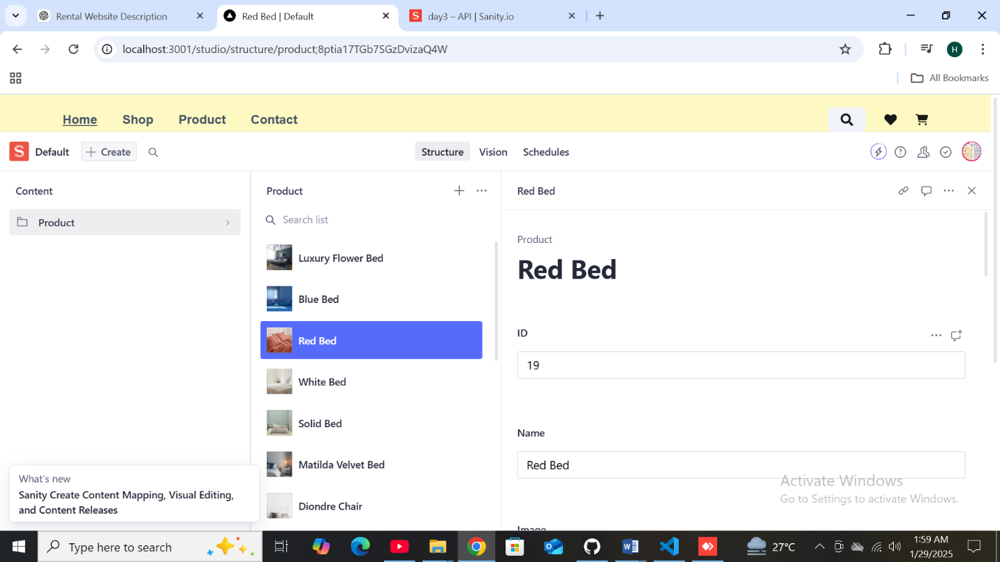 Rental Website Description
Red Bed | Default
S
day3 – API | Sanity.io
localhost:3001/studio/structure/product;8ptia17TGb7SGzDvizaQ4W
H
All Bookmarks
Home
Shop
Product
Contact
S
Default
Create
Structure
Vision
Schedules
Content
Product
Product
Search list
Luxury Flower Bed
Blue Bed
Red Bed
White Bed
Solid Bed
Matilda Velvet Bed
Diondre Chair
Red Bed
Product
Red Bed
ID
19
Name
Red Bed
Image
What's new
Sanity Create Content Mapping, Visual Editing,
and Content Releases
Activate Windows
Go to Settings to activate Windows.
Type here to search
27°C
1:59 AM
1/29/2025